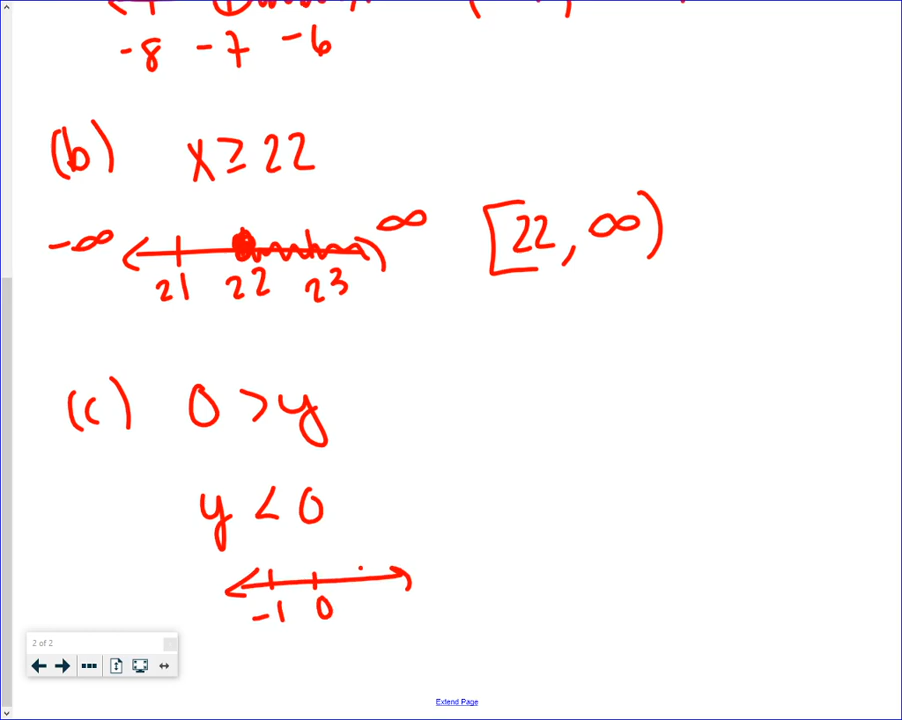 -8 -7 -6
(b) x ≥ 22
-∞ ∞ [22, ∞)
21 22 23
(c) 0 > y
y < 0
-1 0
2 of 2
Extend Page